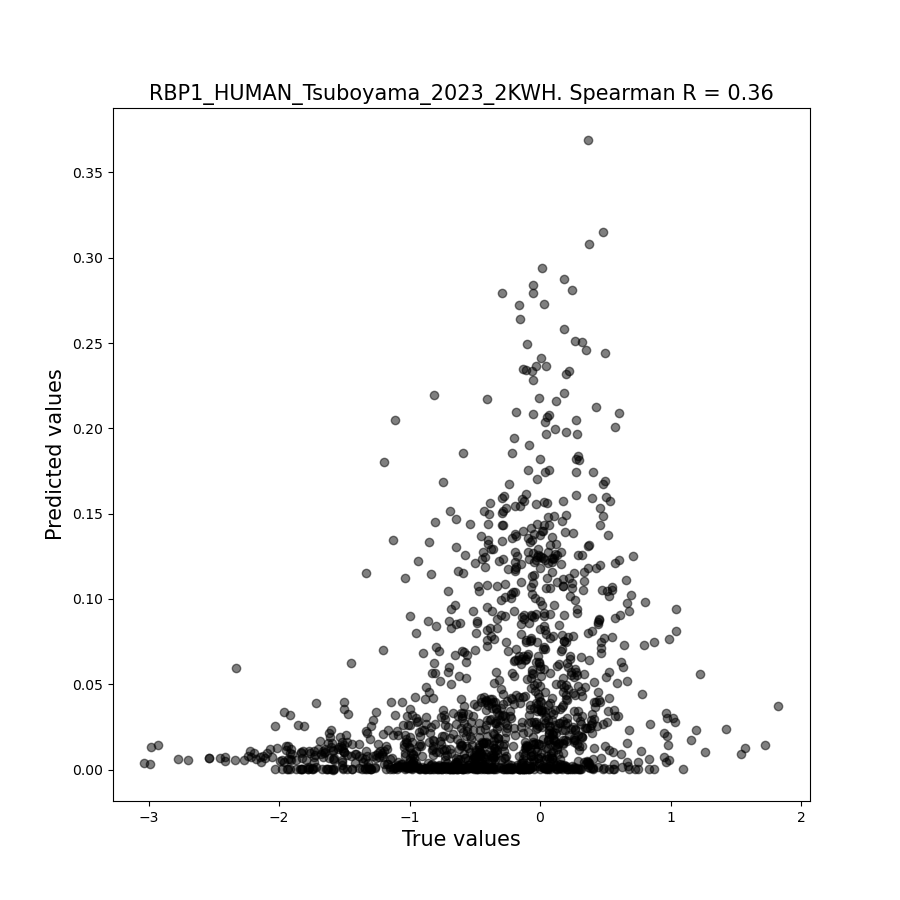 RBP1_HUMAN_Tsuboyama_2023_2KWH. Spearman R = 0.36
Predicted values
0.35
0.30
0.25
0.20
0.15
0.10
0.05
0.00
−3 −2 −1 0 1 2
True values